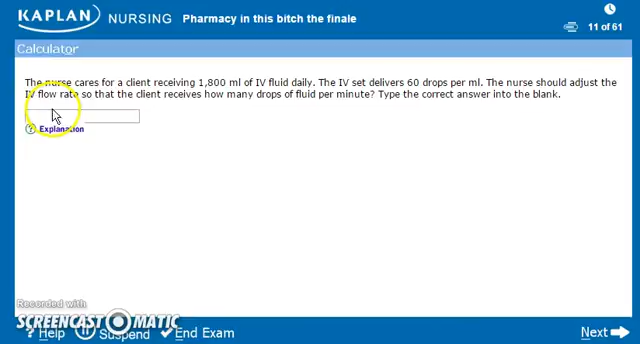 KAPLAN NURSING Pharmacy in this bitch the finale 11 of 61
Calculator
The nurse cares for a client receiving 1,800 ml of IV fluid daily. The IV set delivers 60 drops per ml. The nurse should adjust the
IV flow rate so that the client receives how many drops of fluid per minute? Type the correct answer into the blank.
? Explanation
Recorded with
SCREENCAST MATIC
Help Suspend End Exam Next